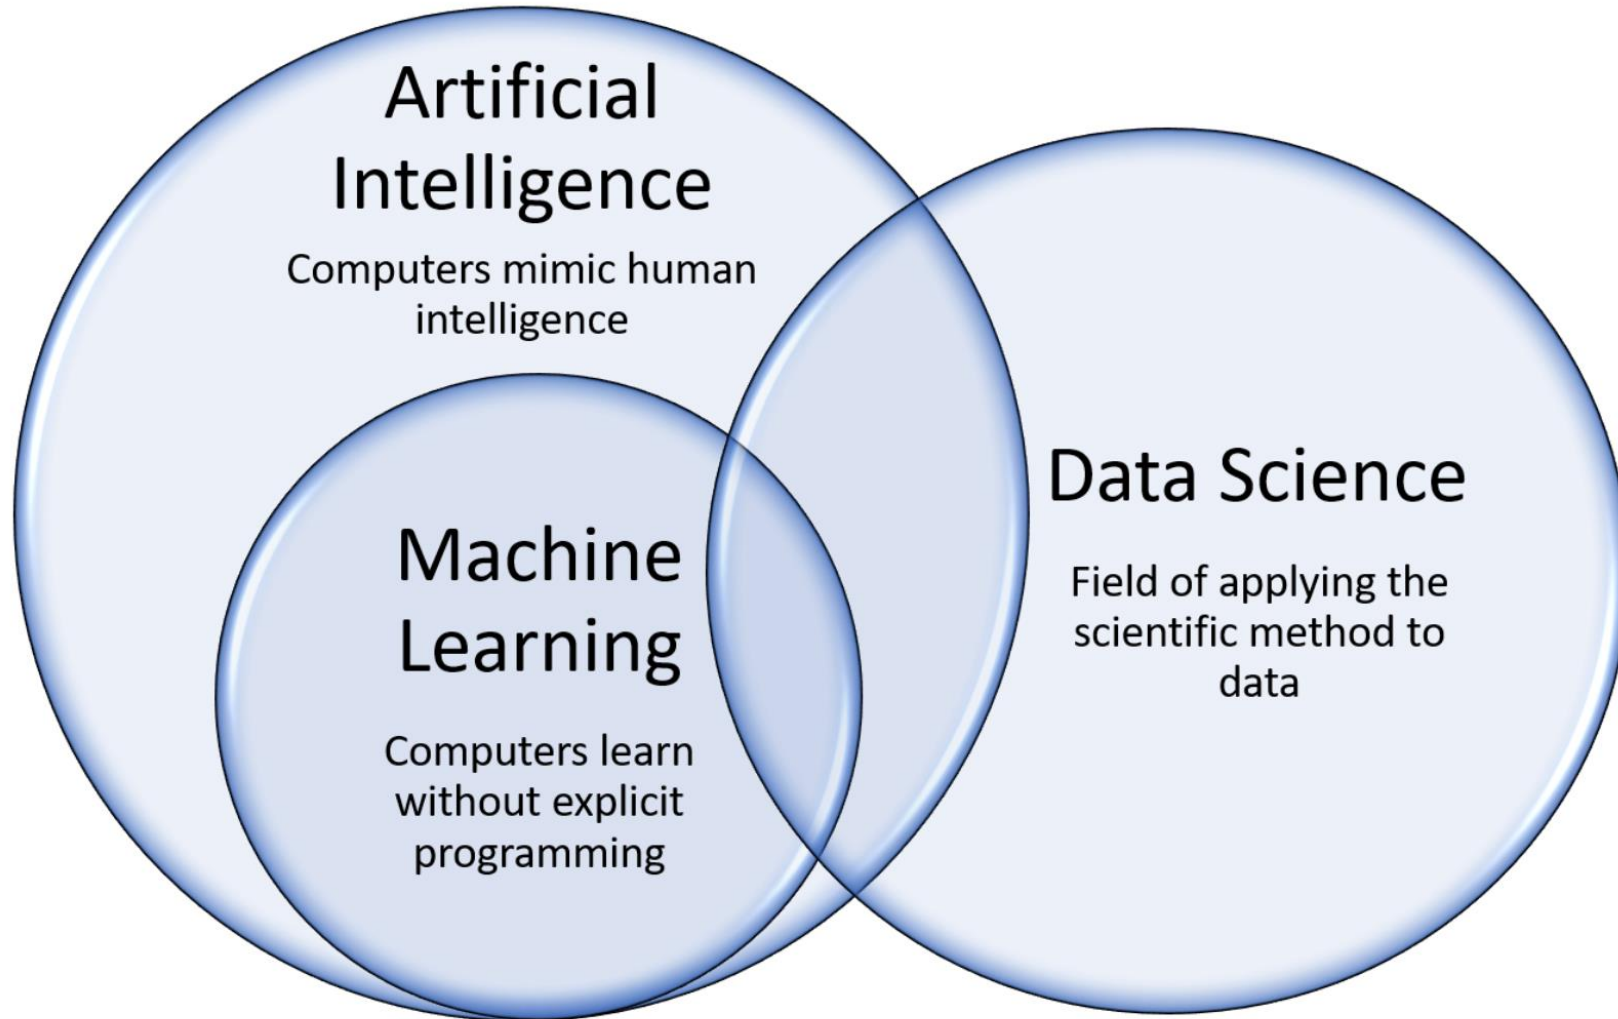 Artificial
Intelligence
Computers mimic human
intelligence
Machine
Learning
Computers learn
without explicit
programming
Data Science
Field of applying the
scientific method to
data